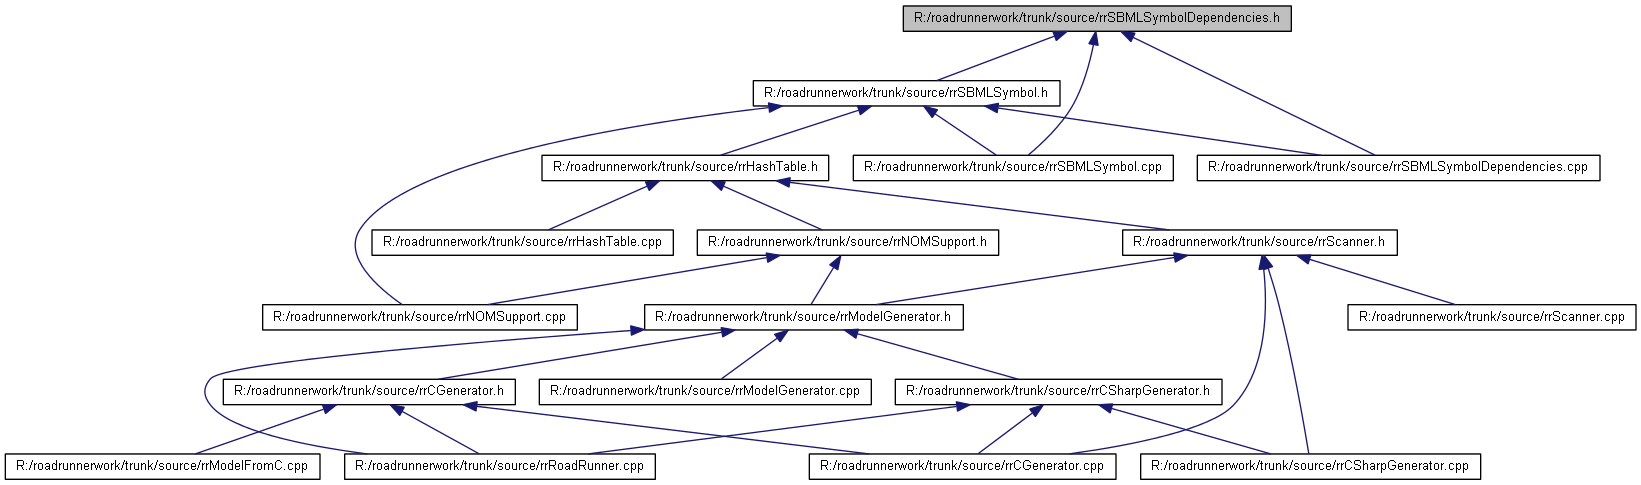 R:/roadrunnerwork/trunk/source/rrSBMLSymbolDependencies.h
R:/roadrunnerwork/trunk/source/rrSBMLSymbol.h
R:/roadrunnerwork/trunk/source/rrHashTable.h
R:/roadrunnerwork/trunk/source/rrSBMLSymbol.cpp
R:/roadrunnerwork/trunk/source/rrSBMLSymbolDependencies.cpp
R:/roadrunnerwork/trunk/source/rrHashTable.cpp
R:/roadrunnerwork/trunk/source/rrNOMSupport.h
R:/roadrunnerwork/trunk/source/rrScanner.h
R:/roadrunnerwork/trunk/source/rrNOMSupport.cpp
R:/roadrunnerwork/trunk/source/rrModelGenerator.h
R:/roadrunnerwork/trunk/source/rrScanner.cpp
R:/roadrunnerwork/trunk/source/rrCGenerator.h
R:/roadrunnerwork/trunk/source/rrModelGenerator.cpp
R:/roadrunnerwork/trunk/source/rrCSharpGenerator.h
R:/roadrunnerwork/trunk/source/rrModelFromC.cpp
R:/roadrunnerwork/trunk/source/rrRoadRunner.cpp
R:/roadrunnerwork/trunk/source/rrCGenerator.cpp
R:/roadrunnerwork/trunk/source/rrCSharpGenerator.cpp